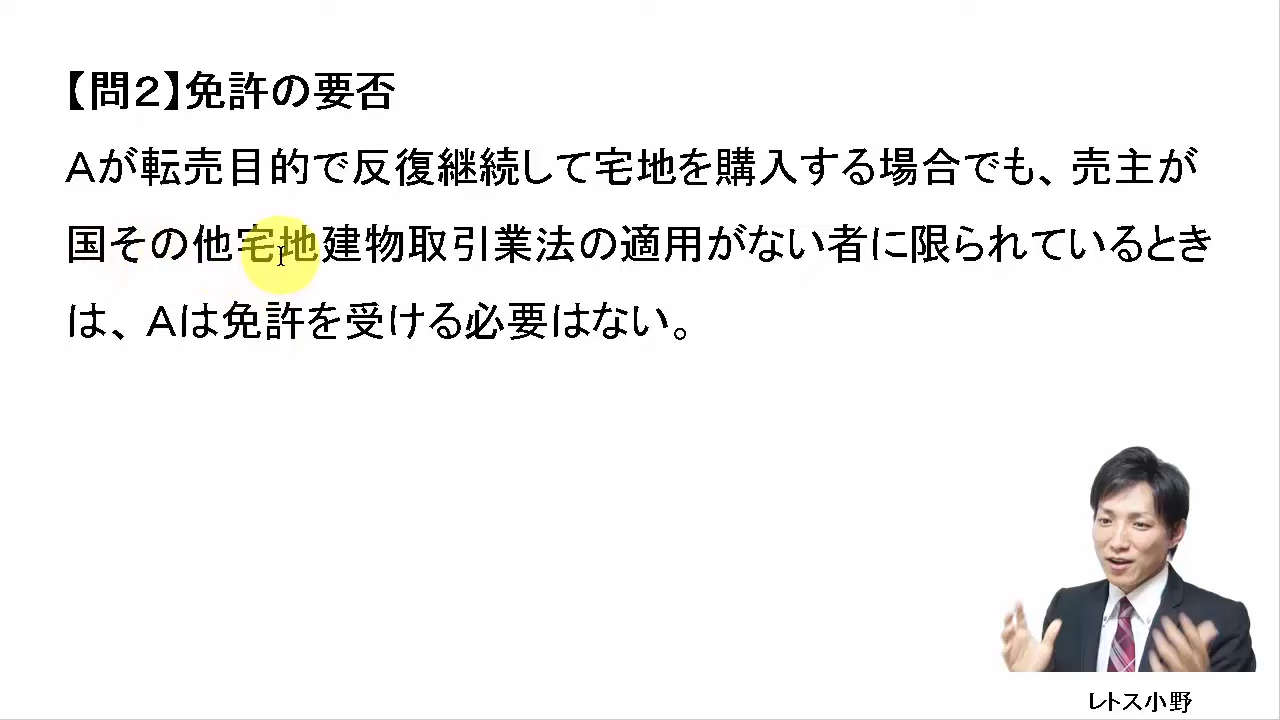 【問２】免許の要否
Ａが転売目的で反復継続して宅地を購入する場合でも、売主が
国その他宅地建物取引業法の適用がない者に限られているとき
は、Ａは免許を受ける必要はない。
レトス小野